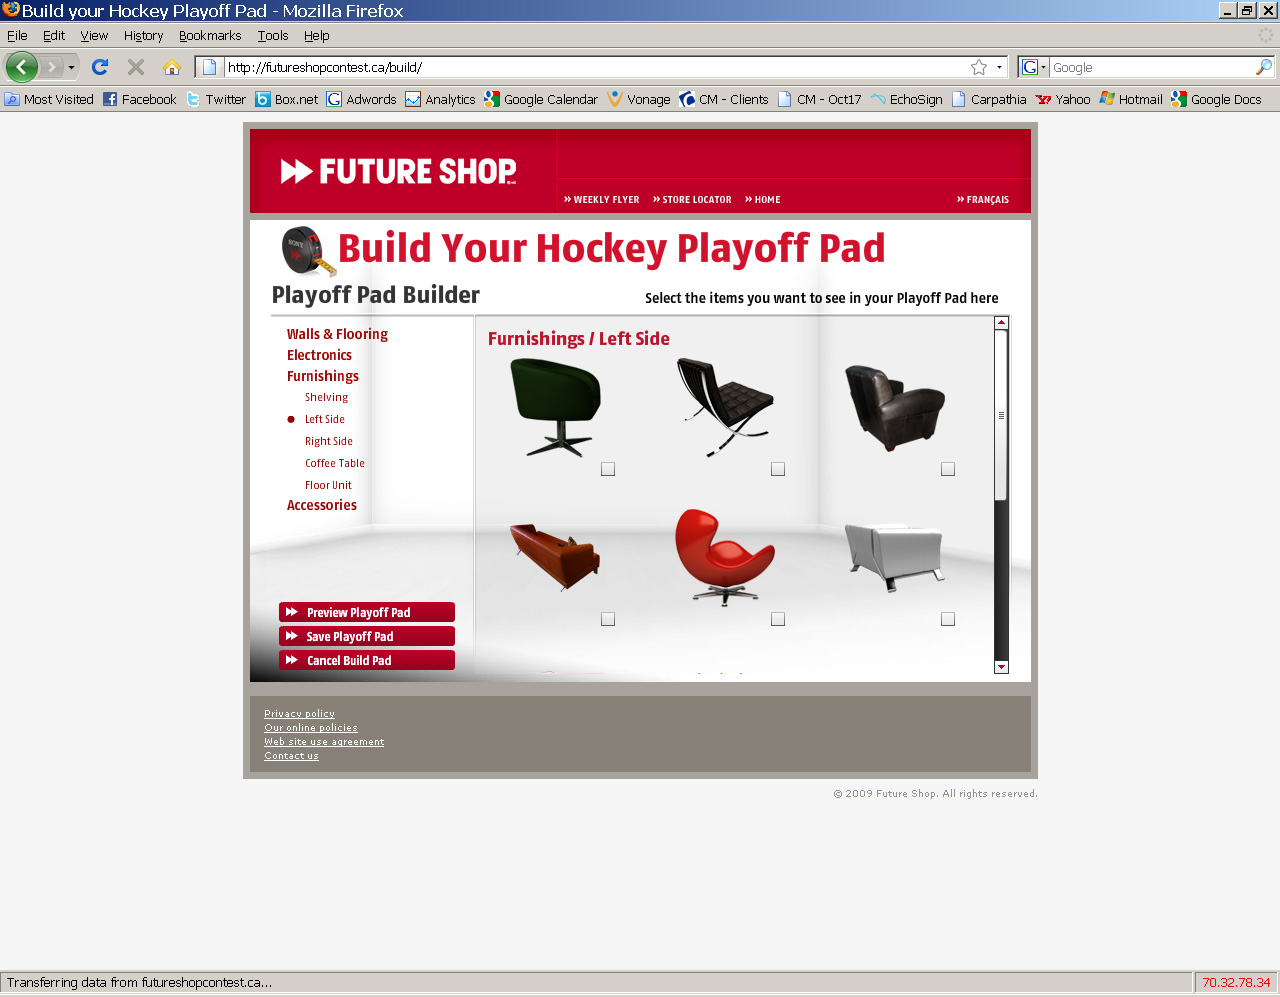 Build your Hockey Playoff Pad - Mozilla Firefox
File Edit View History Bookmarks Tools Help
http://futureshopcontest.ca/build/
Google
Most Visited Facebook Twitter Box.net Adwords Analytics Google Calendar Vonage CM - Clients CM - Oct17 EchoSign Carpathia Yahoo Hotmail Google Docs
FUTURE SHOP
WEEKLY FLYER STORE LOCATOR HOME FRANÇAIS
SONY
Build Your Hockey Playoff Pad
Playoff Pad Builder
Select the items you want to see in your Playoff Pad here
Walls & Flooring
Electronics
Furnishings
Shelving
Left Side
Right Side
Coffee Table
Floor Unit
Accessories
Furnishings / Left Side
Preview Playoff Pad
Save Playoff Pad
Cancel Build Pad
Privacy policy
Our online policies
Web site use agreement
Contact us
© 2009 Future Shop. All rights reserved.
Transferring data from futureshopcontest.ca...
70.32.78.34